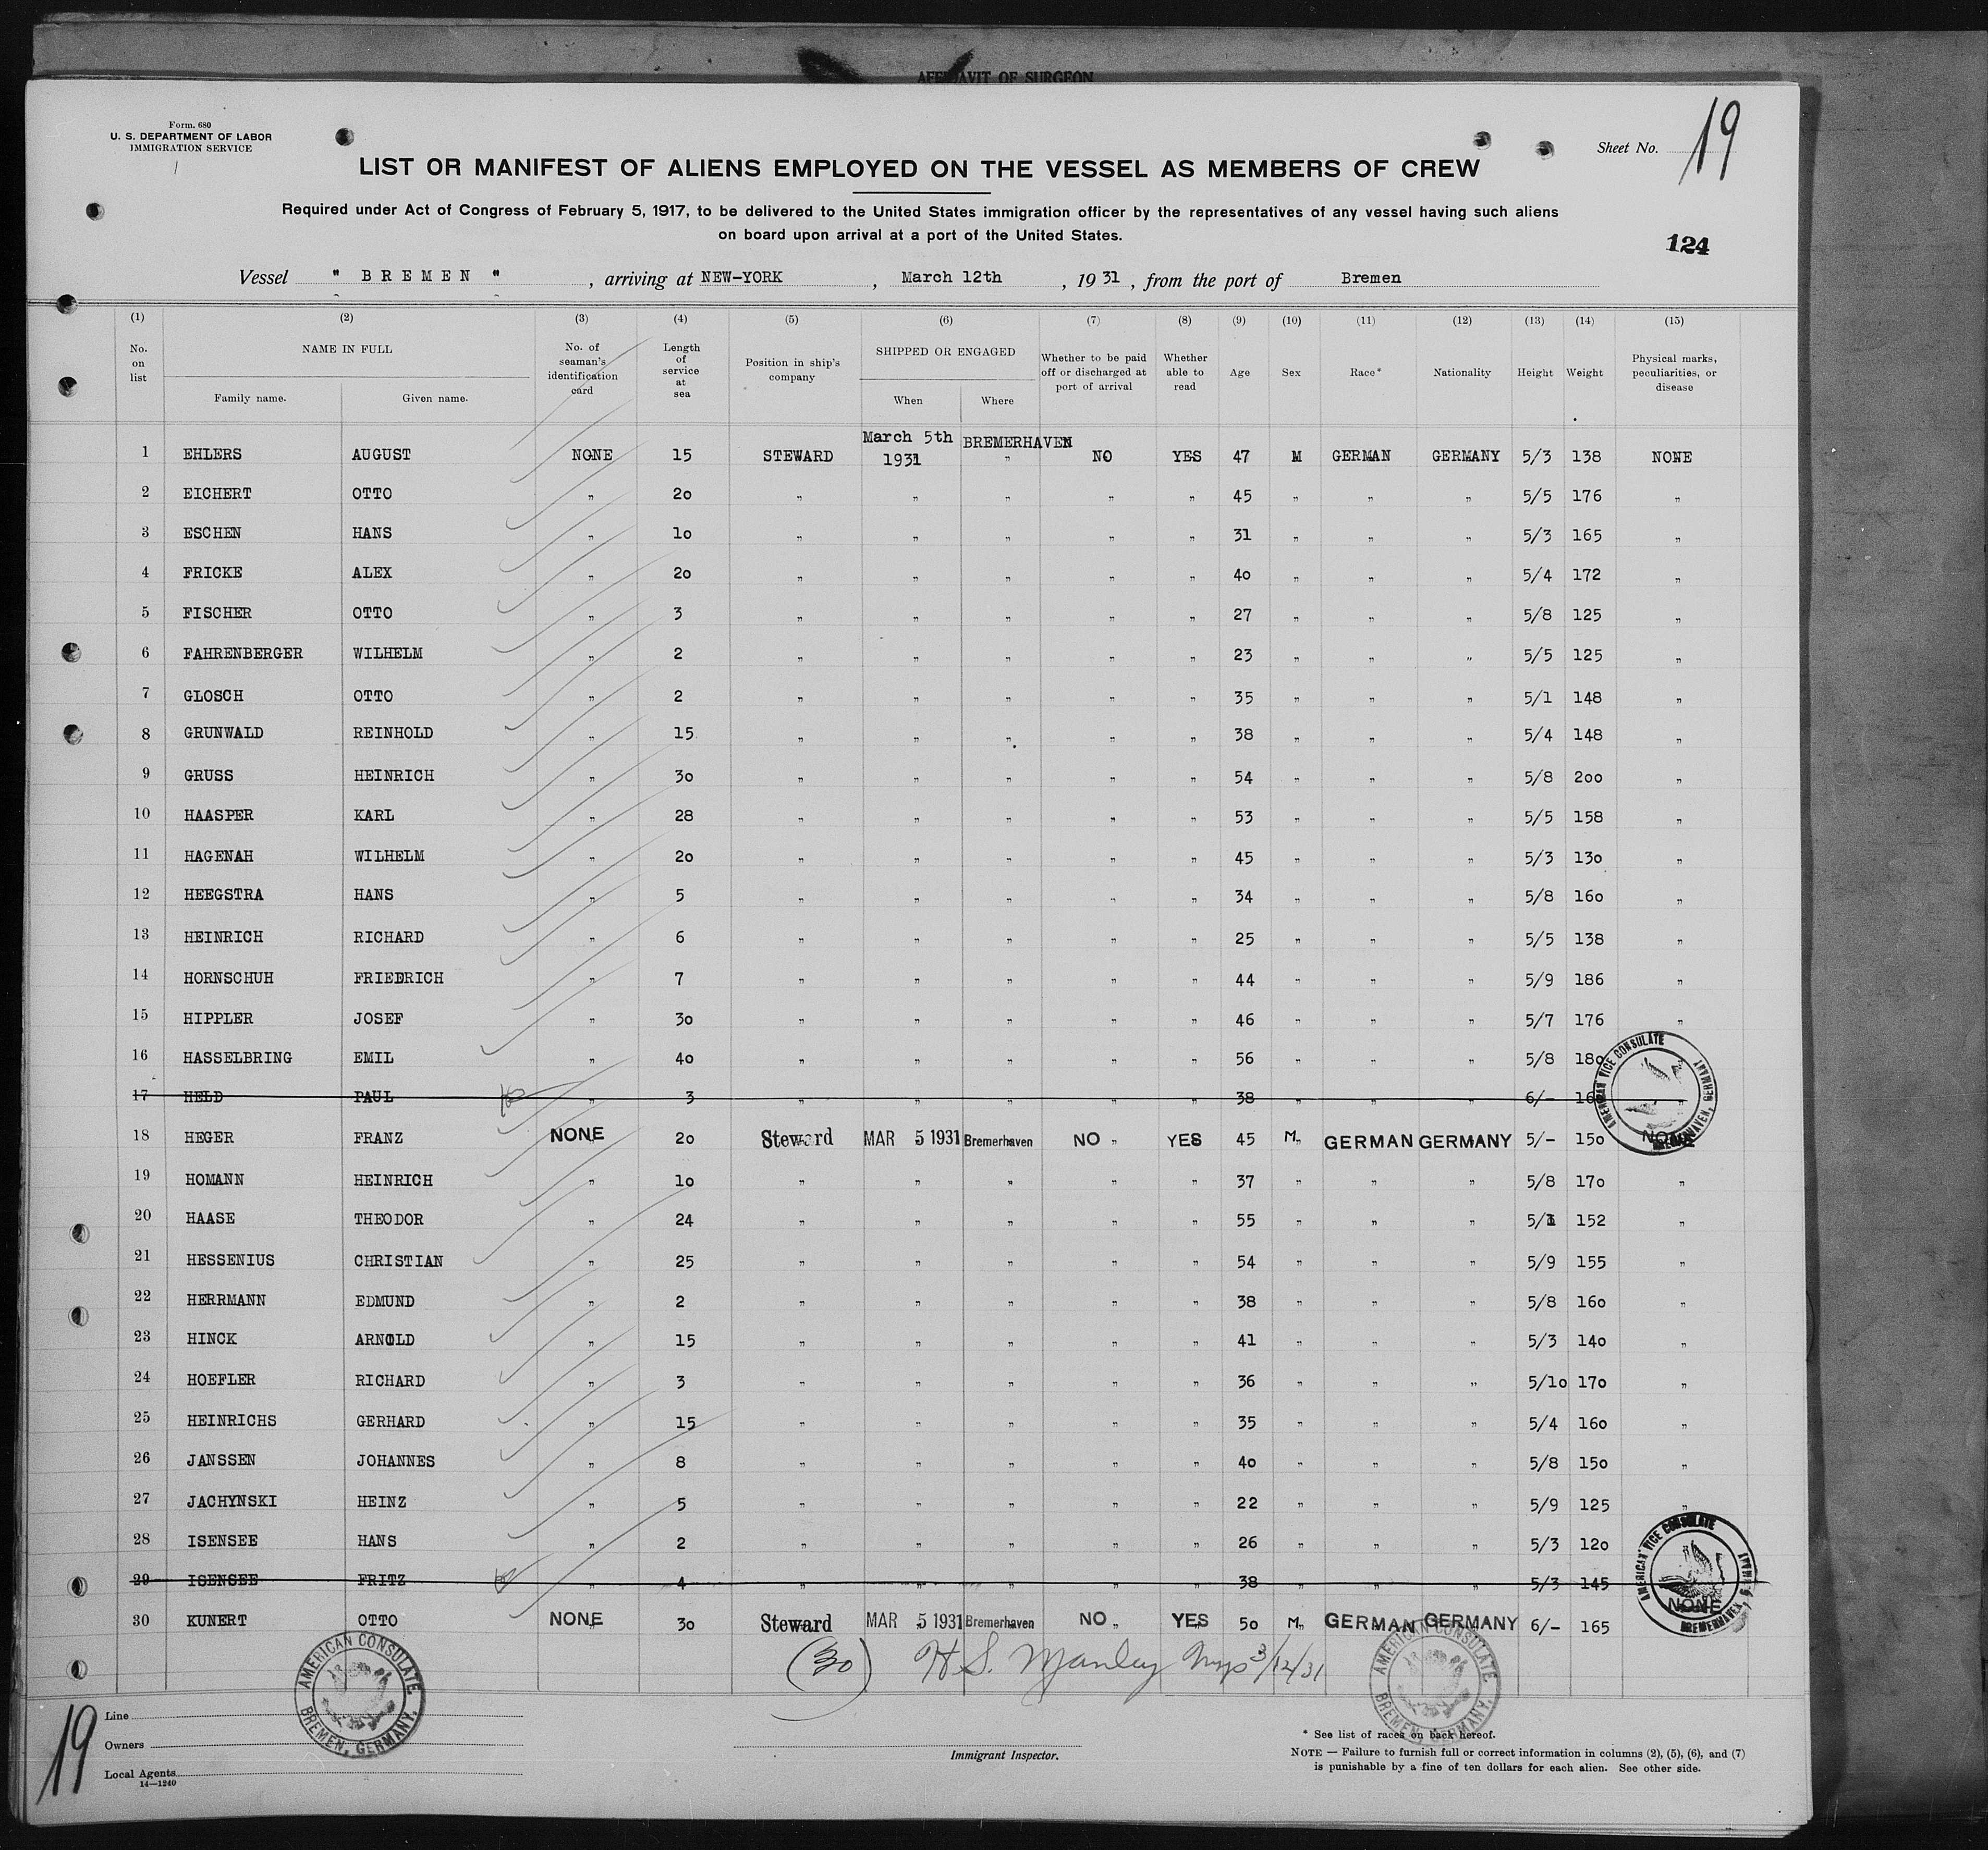 AFFIDAVIT OF SURGEON
Form. 680
U. S. DEPARTMENT OF LABOR
IMMIGRATION SERVICE
Sheet No. 19
LIST OR MANIFEST OF ALIENS EMPLOYED ON THE VESSEL AS MEMBERS OF CREW
Required under Act of Congress of February 5, 1917, to be delivered to the United States immigration officer by the representatives of any vessel having such aliens
on board upon arrival at a port of the United States.
124
Vessel " BREMEN " , arriving at NEW-YORK , March 12th , 19 31 , from the port of Bremen
(1) (2) (3) (4) (5) (6) (7) (8) (9) (10) (11) (12) (13) (14) (15)
No. on list NAME IN FULL Family name. Given name. No. of seaman's identification card Length of service at sea Position in ship's company SHIPPED OR ENGAGED When Where Whether to be paid off or discharged at port of arrival Whether able to read Age Sex Race* Nationality Height Weight Physical marks, peculiarities, or disease
1 EHLERS AUGUST NONE 15 STEWARD March 5th 1931 BREMERHAVEN " NO YES 47 M GERMAN GERMANY 5/3 138 NONE
2 EICHERT OTTO " 20 " " " " " 45 " " " 5/5 176 "
3 ESCHEN HANS " 10 " " " " " 31 " " " 5/3 165 "
4 FRICKE ALEX " 20 " " " " " 40 " " " 5/4 172 "
5 FISCHER OTTO " 3 " " " " " 27 " " " 5/8 125 "
6 FAHRENBERGER WILHELM " 2 " " " " " 23 " " " 5/5 125 "
7 GLOSCH OTTO " 2 " " " " " 35 " " " 5/1 148 "
8 GRUNWALD REINHOLD " 15 " " " " " 38 " " " 5/4 148 "
9 GRUSS HEINRICH " 30 " " " " " 54 " " " 5/8 200 "
10 HAASPER KARL " 28 " " " " " 53 " " " 5/5 158 "
11 HAGENAH WILHELM " 20 " " " " " 45 " " " 5/3 130 "
12 HEEGSTRA HANS " 5 " " " " " 34 " " " 5/8 160 "
13 HEINRICH RICHARD " 6 " " " " " 25 " " " 5/5 138 "
14 HORNSCHUH FRIEDRICH " 7 " " " " " 44 " " " 5/9 186 "
15 HIPPLER JOSEF " 30 " " " " " 46 " " " 5/7 176 "
16 HASSELBRING EMIL " 40 " " " " " 56 " " " 5/8 180
17 HELD PAUL " 3 " " " " " 38 " " " 6/- "
AMERICAN VICE CONSULATE BREMERHAVEN, GERMANY
18 HEGER FRANZ NONE 20 Steward MAR 5 1931 Bremerhaven NO " YES 45 M. GERMAN GERMANY 5/- 150 NONE
19 HOMANN HEINRICH " 10 " " " " " 37 " " " 5/8 170 "
20 HAASE THEODOR " 24 " " " " " 55 " " " 5/1 152 "
21 HESSENIUS CHRISTIAN " 25 " " " " " 54 " " " 5/9 155 "
22 HERRMANN EDMUND " 2 " " " " " 38 " " " 5/8 160 "
23 HINCK ARNOLD " 15 " " " " " 41 " " " 5/3 140 "
24 HOEFLER RICHARD " 3 " " " " " 36 " " " 5/10 170 "
25 HEINRICHS GERHARD " 15 " " " " " 35 " " " 5/4 160 "
26 JANSSEN JOHANNES " 8 " " " " " 40 " " " 5/8 150 "
27 JACHYNSKI HEINZ " 5 " " " " " 22 " " " 5/9 125 "
28 ISENSEE HANS " 2 " " " " " 26 " " " 5/3 120
29 ISENSEE FRITZ " 4 " " " " " 38 " " " 5/3 145
AMERICAN VICE CONSULATE BREMERHAVEN, GERMANY
30 KUNERT OTTO NONE 30 Steward MAR 5 1931 Bremerhaven NO " YES 50 M. GERMAN GERMANY 6/- 165 NONE
(30) H.S. Manley 3/12/31
AMERICAN CONSULATE BREMEN, GERMANY.
AMERICAN CONSULATE BREMEN, GERMANY.
19
Line
Owners
Local Agents
14—1240
Immigrant Inspector.
* See list of races on back hereof.
NOTE — Failure to furnish full or correct information in columns (2), (5), (6), and (7)
is punishable by a fine of ten dollars for each alien. See other side.